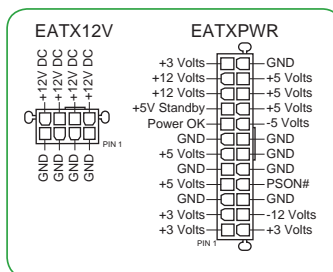 EATX12V
+12V DC
+12V DC
+12V DC
+12V DC
GND
GND
GND
GND
PIN 1
EATXPWR
+3 Volts GND
+12 Volts +5 Volts
+12 Volts +5 Volts
+5V Standby +5 Volts
Power OK -5 Volts
GND GND
+5 Volts GND
GND GND
+5 Volts PSON#
GND GND
+3 Volts -12 Volts
+3 Volts +3 Volts
PIN 1